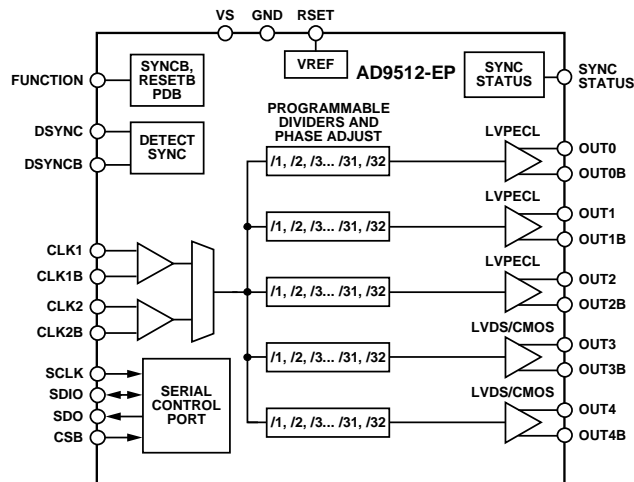 VS GND RSET
FUNCTION
SYNCB,
RESETB
PDB
VREF
AD9512-EP
SYNC
STATUS
SYNC
STATUS
DSYNC
DSYNCB
DETECT
SYNC
PROGRAMMABLE
DIVIDERS AND
PHASE ADJUST
/1, /2, /3... /31, /32
LVPECL
OUT0
OUT0B
/1, /2, /3... /31, /32
LVPECL
OUT1
OUT1B
CLK1
CLK1B
CLK2
CLK2B
/1, /2, /3... /31, /32
LVPECL
OUT2
OUT2B
/1, /2, /3... /31, /32
LVDS/CMOS
OUT3
OUT3B
SCLK
SDIO
SDO
CSB
SERIAL
CONTROL
PORT
/1, /2, /3... /31, /32
LVDS/CMOS
OUT4
OUT4B